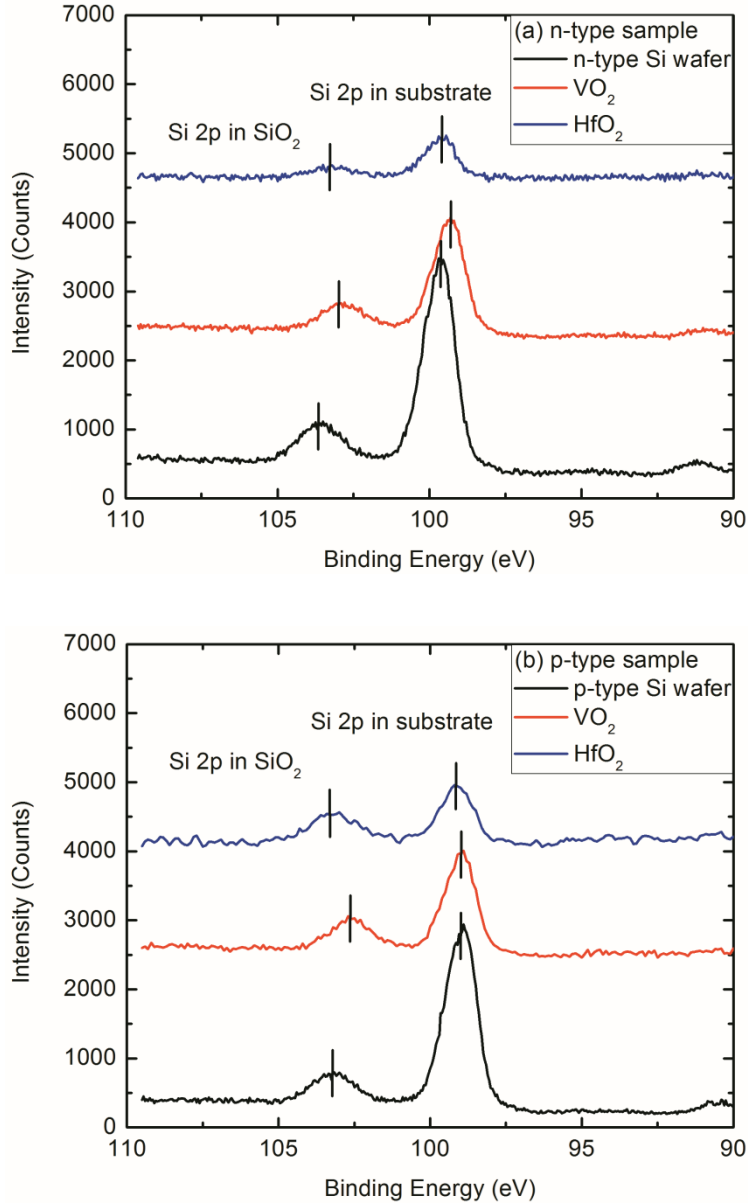 7000
6000
5000
4000
3000
2000
1000
0
Intensity (Counts)
(a) n-type sample
n-type Si wafer
VO₂
HfO₂
Si 2p in substrate
Si 2p in SiO₂
110 105 100 95 90
Binding Energy (eV)
7000
6000
5000
4000
3000
2000
1000
0
Intensity (Counts)
(b) p-type sample
p-type Si wafer
VO₂
HfO₂
Si 2p in substrate
Si 2p in SiO₂
110 105 100 95 90
Binding Energy (eV)